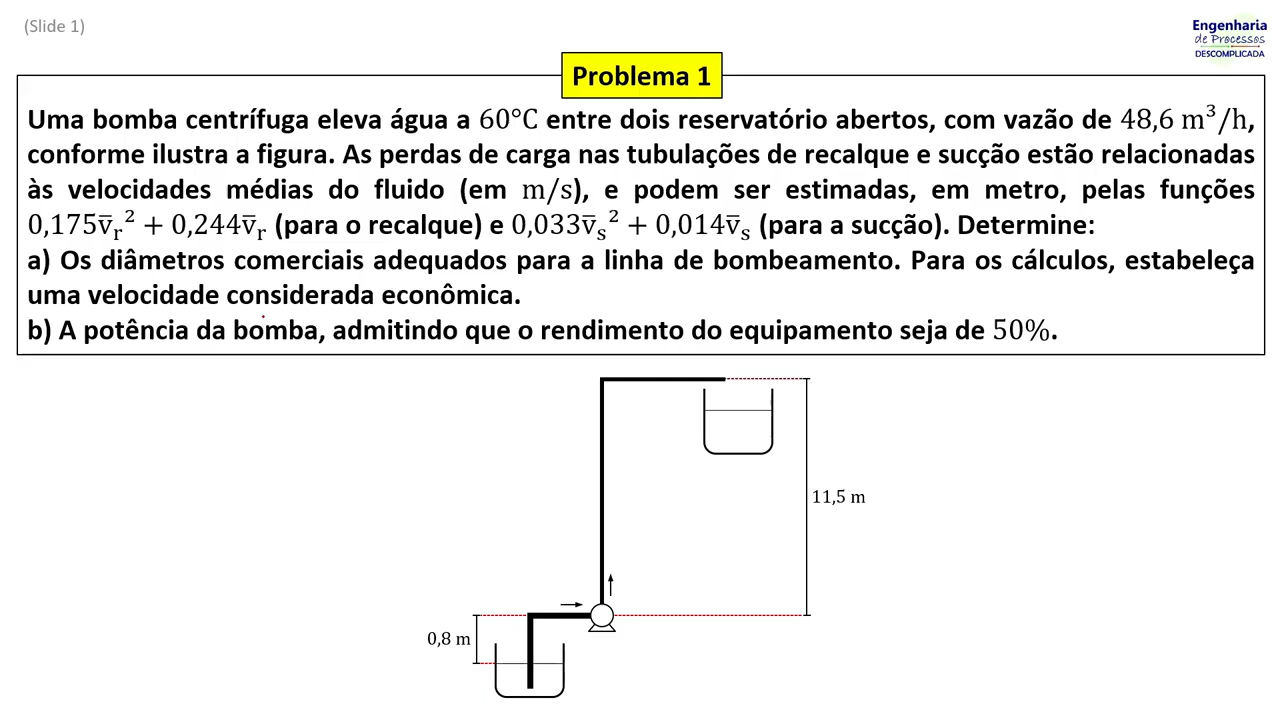 (Slide 1)
Engenharia
de Processos
DESCOMPLICADA
Problema 1
Uma bomba centrífuga eleva água a 60°C entre dois reservatório abertos, com vazão de 48,6 m³/h,
conforme ilustra a figura. As perdas de carga nas tubulações de recalque e sucção estão relacionadas
às velocidades médias do fluido (em m/s), e podem ser estimadas, em metro, pelas funções
0,175v̅ᵣ² + 0,244v̅ᵣ (para o recalque) e 0,033v̅ₛ² + 0,014v̅ₛ (para a sucção). Determine:
a) Os diâmetros comerciais adequados para a linha de bombeamento. Para os cálculos, estabeleça
uma velocidade considerada econômica.
b) A potência da bomba, admitindo que o rendimento do equipamento seja de 50%.
11,5 m
0,8 m